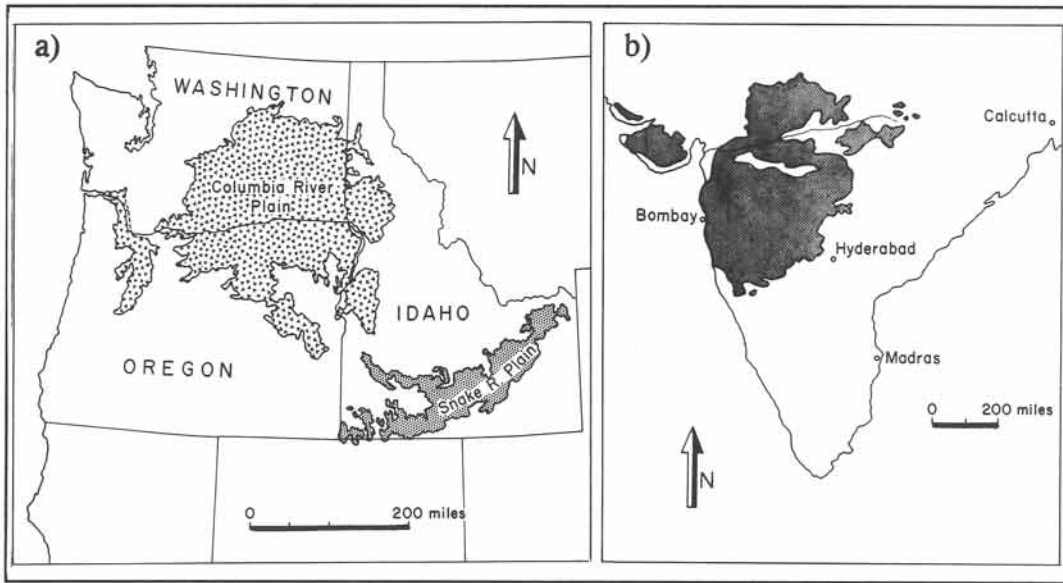 a)
WASHINGTON
N
Columbia River
Plain
IDAHO
OREGON
Snake R. Plain
0 200 miles
b)
Calcutta
Bombay
Hyderabad
Madras
0 200 miles
N